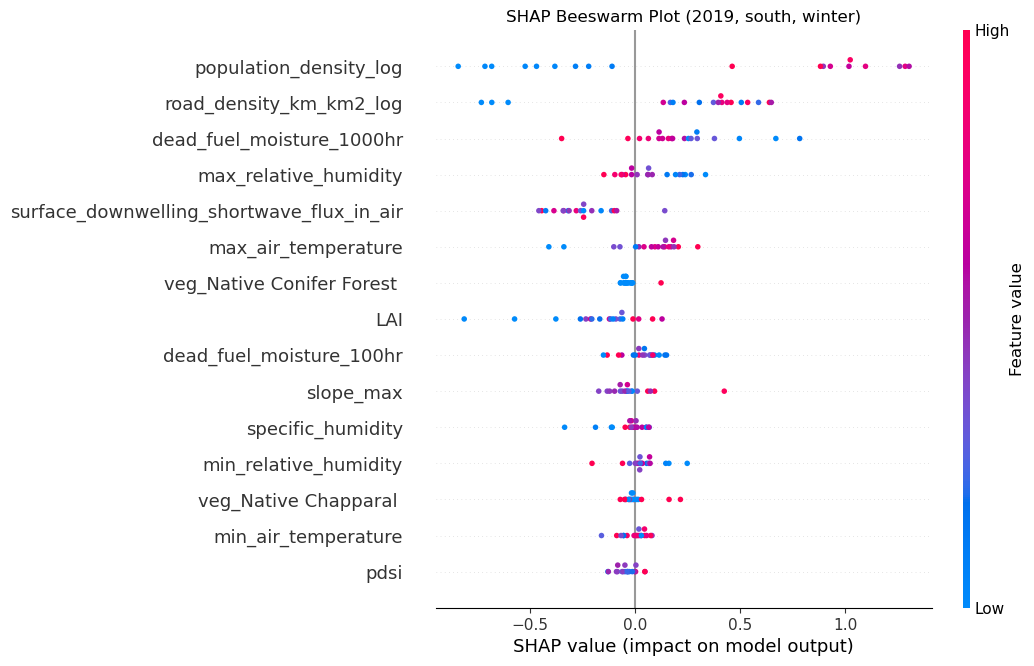 SHAP Beeswarm Plot (2019, south, winter)
High
population_density_log
road_density_km_km2_log
dead_fuel_moisture_1000hr
max_relative_humidity
surface_downwelling_shortwave_flux_in_air
max_air_temperature
veg_Native Conifer Forest
LAI
dead_fuel_moisture_100hr
slope_max
specific_humidity
min_relative_humidity
veg_Native Chapparal
min_air_temperature
pdsi
Feature value
Low
−0.5 0.0 0.5 1.0
SHAP value (impact on model output)